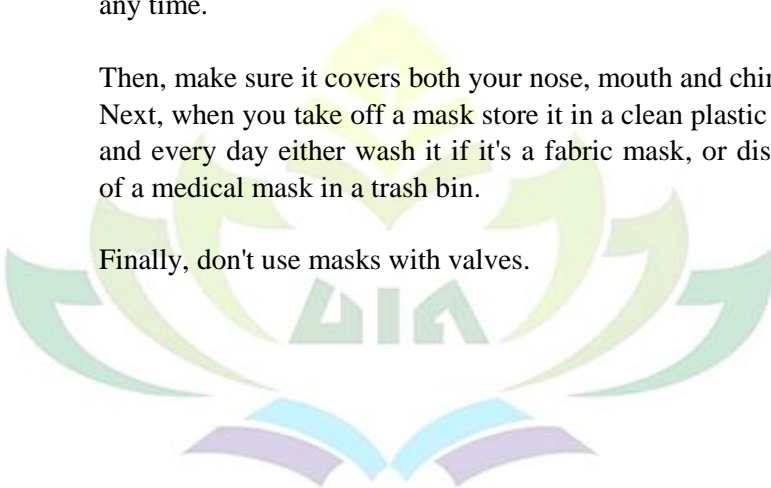 any time.
Then, make sure it covers both your nose, mouth and chin
Next, when you take off a mask store it in a clean plastic
and every day either wash it if it's a fabric mask, or dis
of a medical mask in a trash bin.
Finally, don't use masks with valves.
UIN